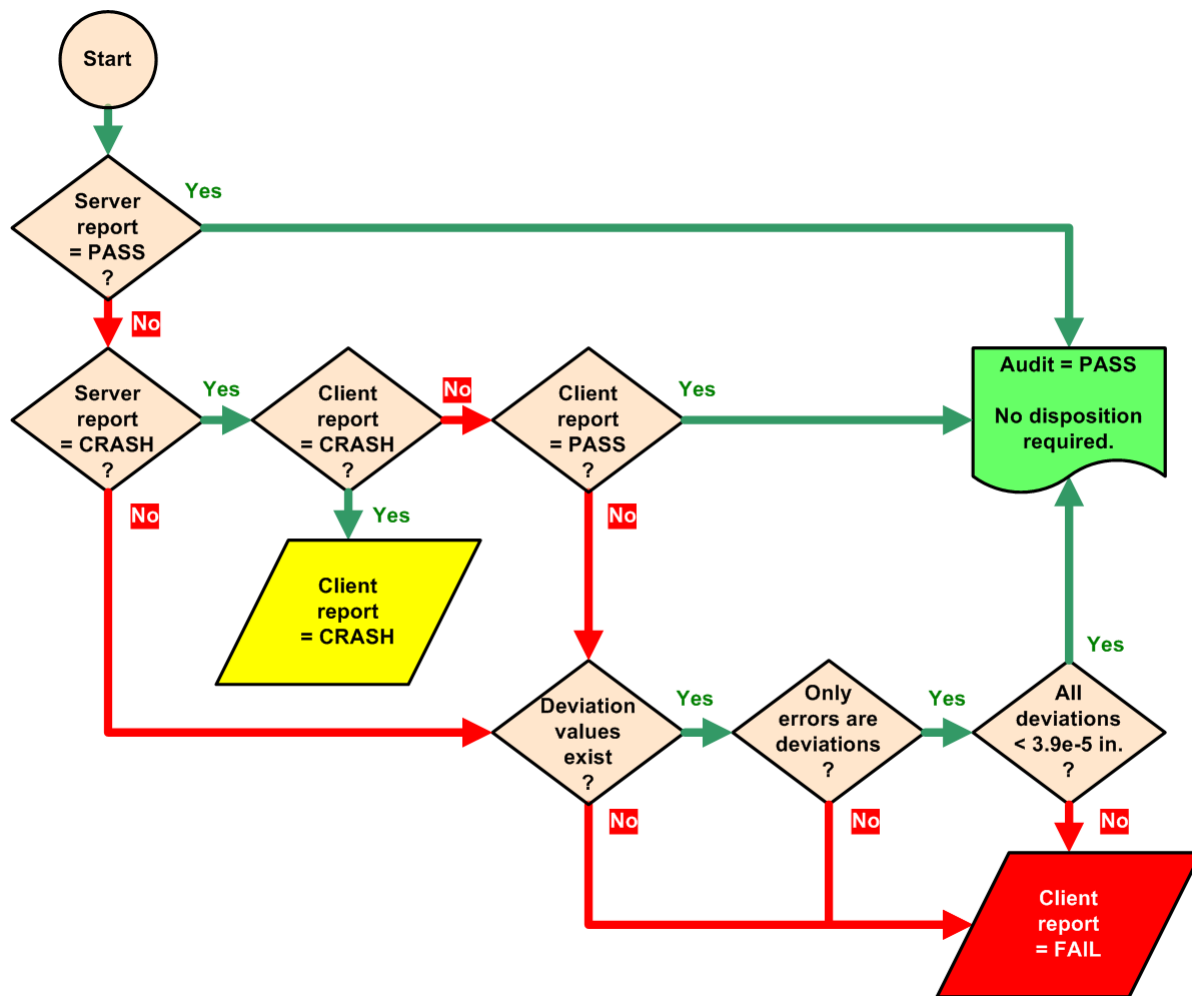 Start
Server
report
= PASS
?
Yes
No
Server
report
= CRASH
?
Yes
No
Client
report
= CRASH
?
No
Yes
Client
report
= PASS
?
Yes
No
Audit = PASS
No disposition
required.
Client
report
= CRASH
Deviation
values
exist
?
Yes
No
Only
errors are
deviations
?
Yes
No
All
deviations
< 3.9e-5 in.
?
Yes
No
Client
report
= FAIL